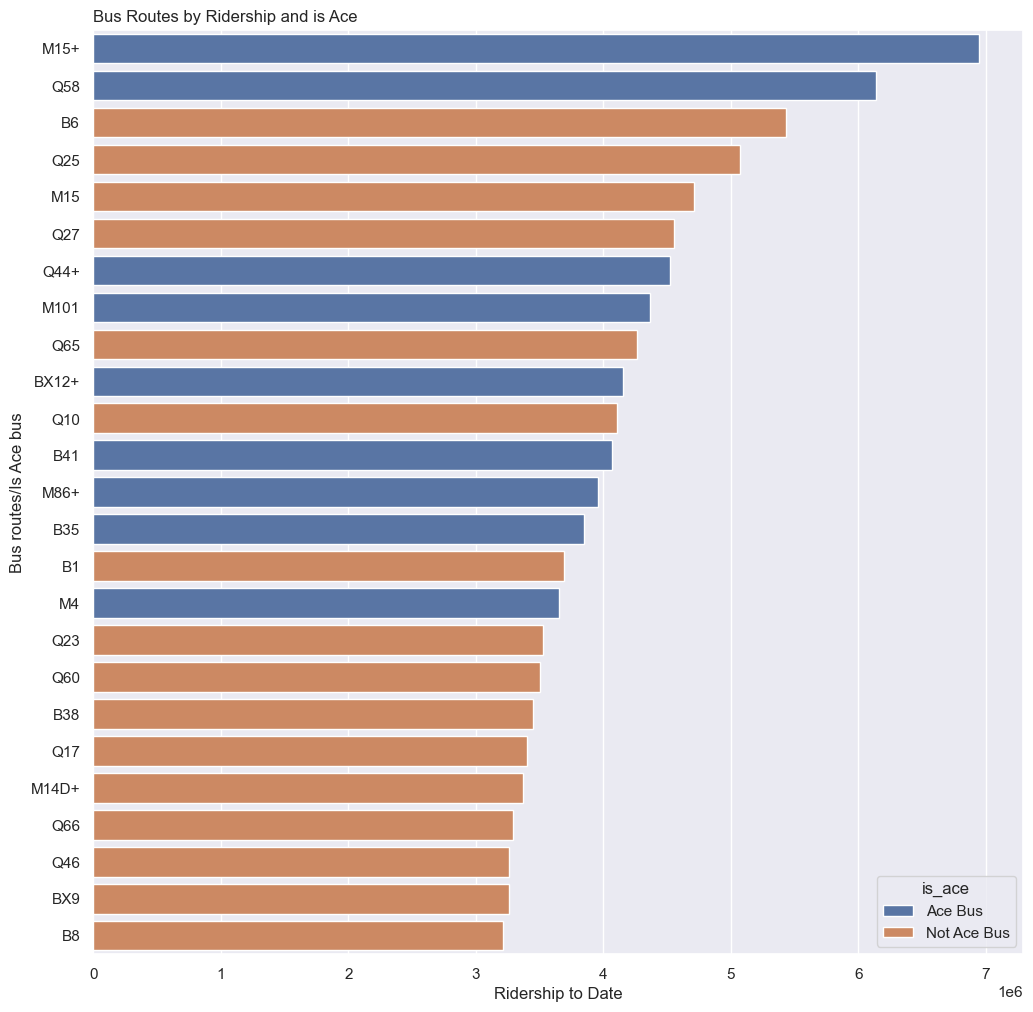 Bus Routes by Ridership and is Ace
M15+
Q58
B6
Q25
M15
Q27
Q44+
M101
Q65
BX12+
Q10
B41
M86+
B35
B1
M4
Q23
Q60
B38
Q17
M14D+
Q66
Q46
BX9
B8
Bus routes/Is Ace bus
is_ace
Ace Bus
Not Ace Bus
0 1 2 3 4 5 6 7
1e6
Ridership to Date